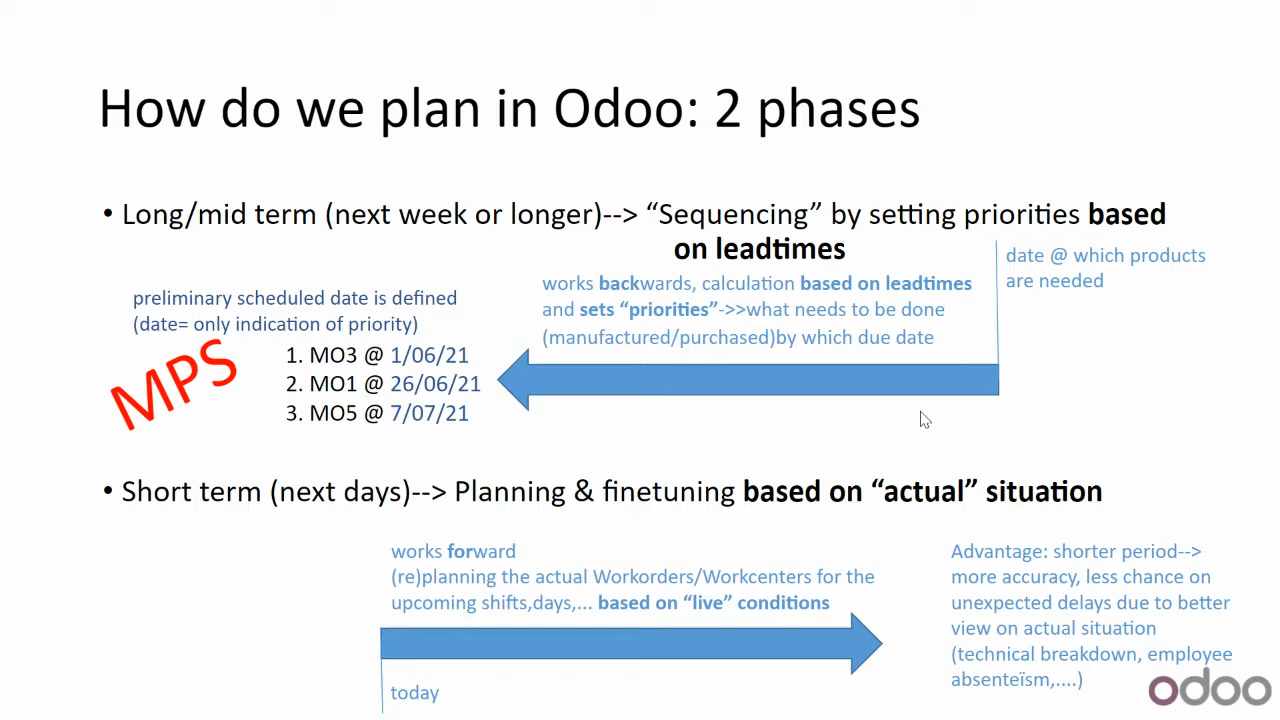 How do we plan in Odoo: 2 phases
• Long/mid term (next week or longer)--> “Sequencing” by setting priorities based
on leadtimes
date @ which products
are needed
works backwards, calculation based on leadtimes
and sets “priorities”->>what needs to be done
(manufactured/purchased)by which due date
preliminary scheduled date is defined
(date= only indication of priority)
MPS
1. MO3 @ 1/06/21
2. MO1 @ 26/06/21
3. MO5 @ 7/07/21
• Short term (next days)--> Planning & finetuning based on “actual” situation
works forward
(re)planning the actual Workorders/Workcenters for the
upcoming shifts,days,... based on “live” conditions
today
Advantage: shorter period-->
more accuracy, less chance on
unexpected delays due to better
view on actual situation
(technical breakdown, employee
absenteïsm,....)
odoo